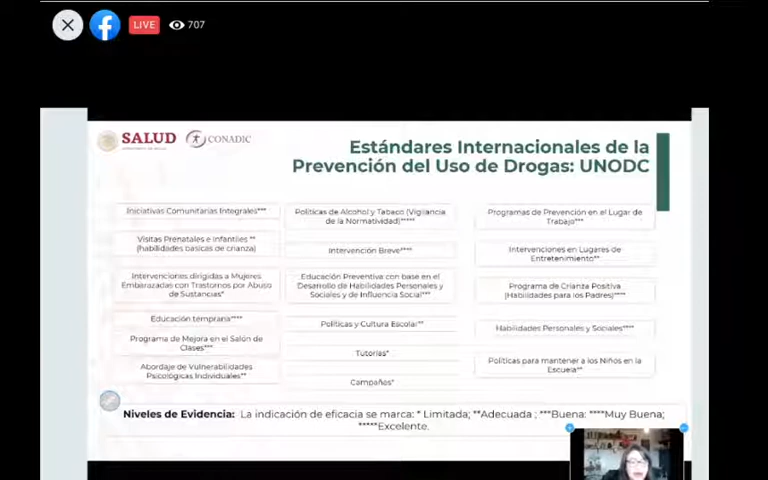 LIVE 707
SALUD CONADIC
Estándares Internacionales de la
Prevención del Uso de Drogas: UNODC
Iniciativas Comunitarias Integrales***
Visitas Prenatales e Infantiles **
(habilidades basicas de crianza)
Intervenciones dirigidas a Mujeres
Embarazadas con Trastornos por Abuso
de Sustancias*
Educación temprana****
Programa de Mejora en el Salón de
Clases***
Abordaje de Vulnerabilidades
Psicológicas Individuales**
Políticas de Alcohol y Tabaco (Vigilancia
de la Normatividad)*****
Intervención Breve****
Educación Preventiva con base en el
Desarrollo de Habilidades Personales y
Sociales y de Influencia Social***
Políticas y Cultura Escolar**
Tutorías*
Campañas*
Programas de Prevención en el Lugar de
Trabajo***
Intervenciones en Lugares de
Entretenimiento**
Programa de Crianza Positiva
(Habilidades para los Padres)****
Habilidades Personales y Sociales****
Políticas para mantener a los Niños en la
Escuela**
Niveles de Evidencia: La indicación de eficacia se marca: * Limitada; **Adecuada ; ***Buena; ****Muy Buena;
*****Excelente.